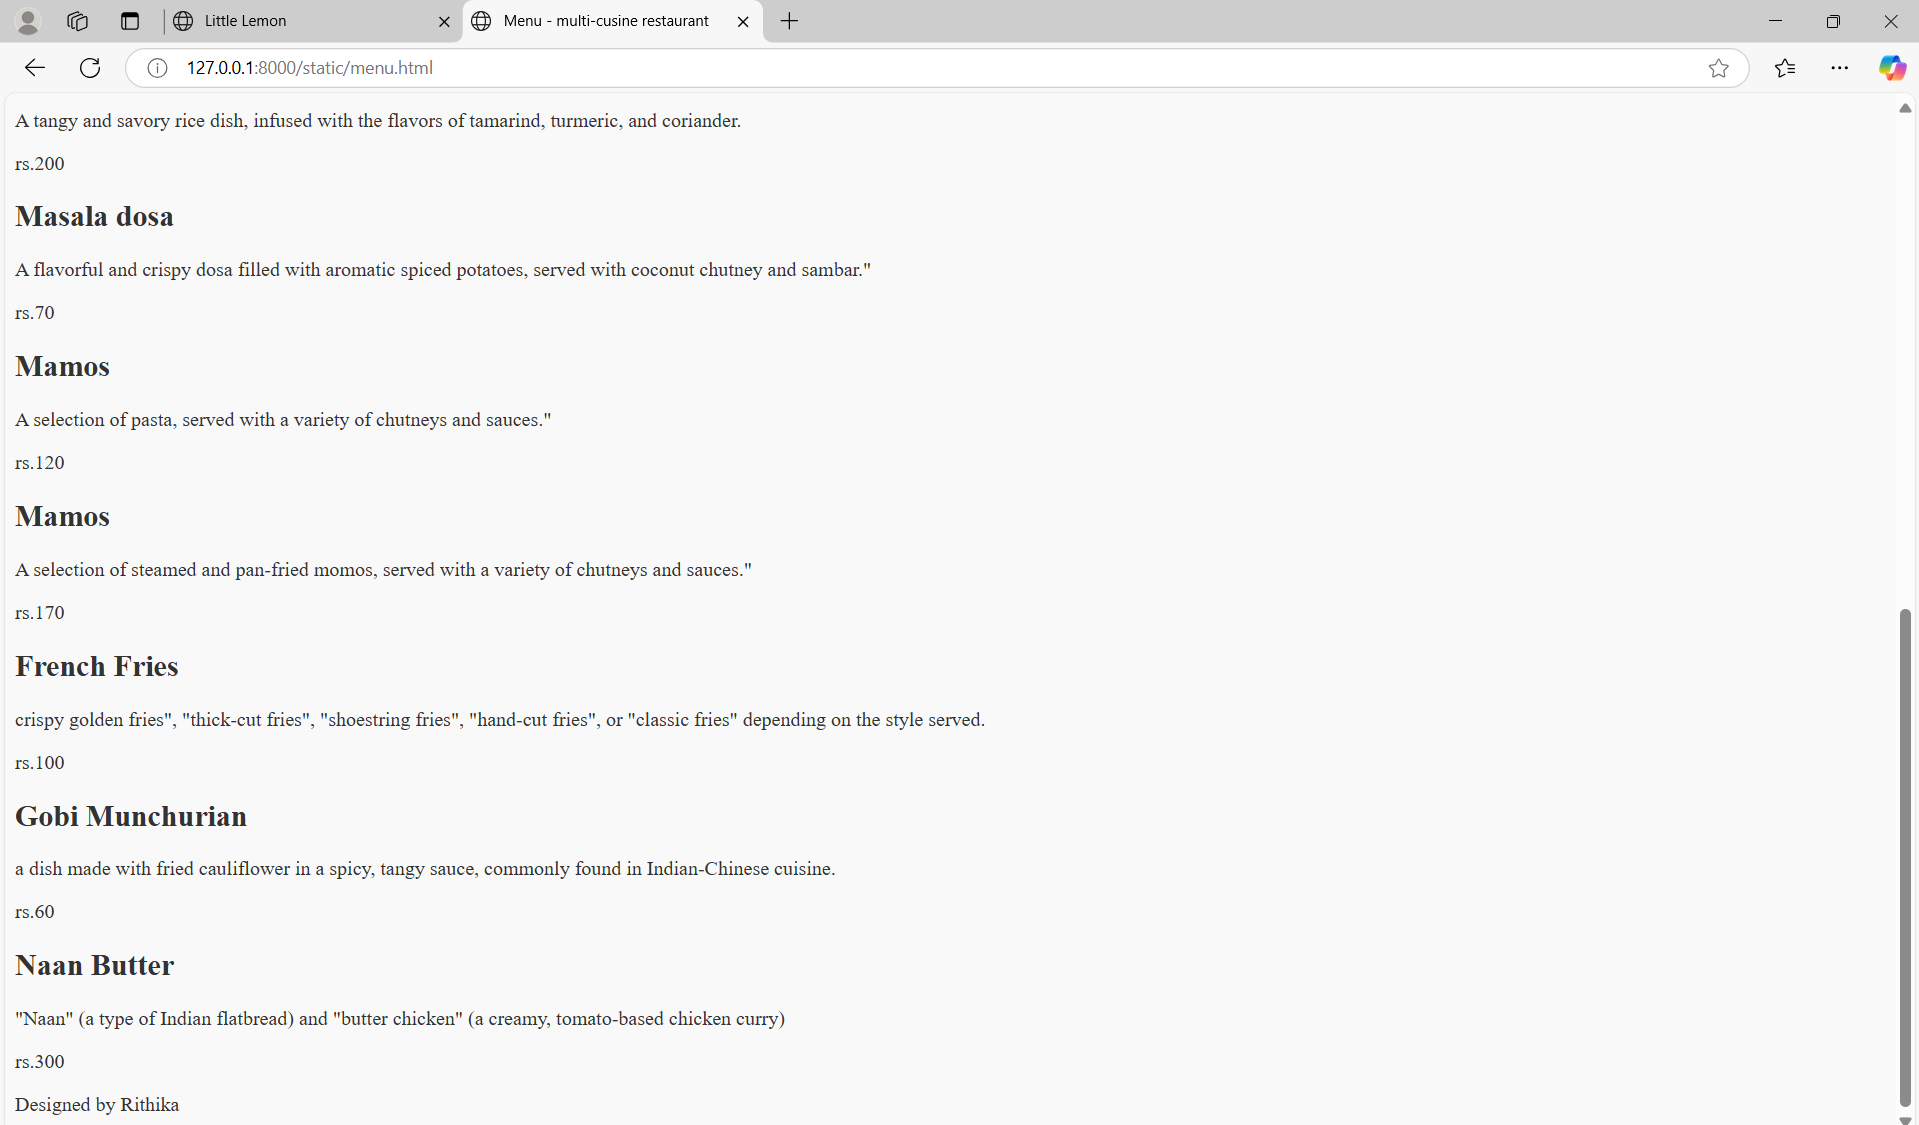 Little Lemon
Menu - multi-cusine restaurant
127.0.0.1:8000/static/menu.html
A tangy and savory rice dish, infused with the flavors of tamarind, turmeric, and coriander.
rs.200
Masala dosa
A flavorful and crispy dosa filled with aromatic spiced potatoes, served with coconut chutney and sambar."
rs.70
Mamos
A selection of pasta, served with a variety of chutneys and sauces."
rs.120
Mamos
A selection of steamed and pan-fried momos, served with a variety of chutneys and sauces."
rs.170
French Fries
crispy golden fries", "thick-cut fries", "shoestring fries", "hand-cut fries", or "classic fries" depending on the style served.
rs.100
Gobi Munchurian
a dish made with fried cauliflower in a spicy, tangy sauce, commonly found in Indian-Chinese cuisine.
rs.60
Naan Butter
"Naan" (a type of Indian flatbread) and "butter chicken" (a creamy, tomato-based chicken curry)
rs.300
Designed by Rithika